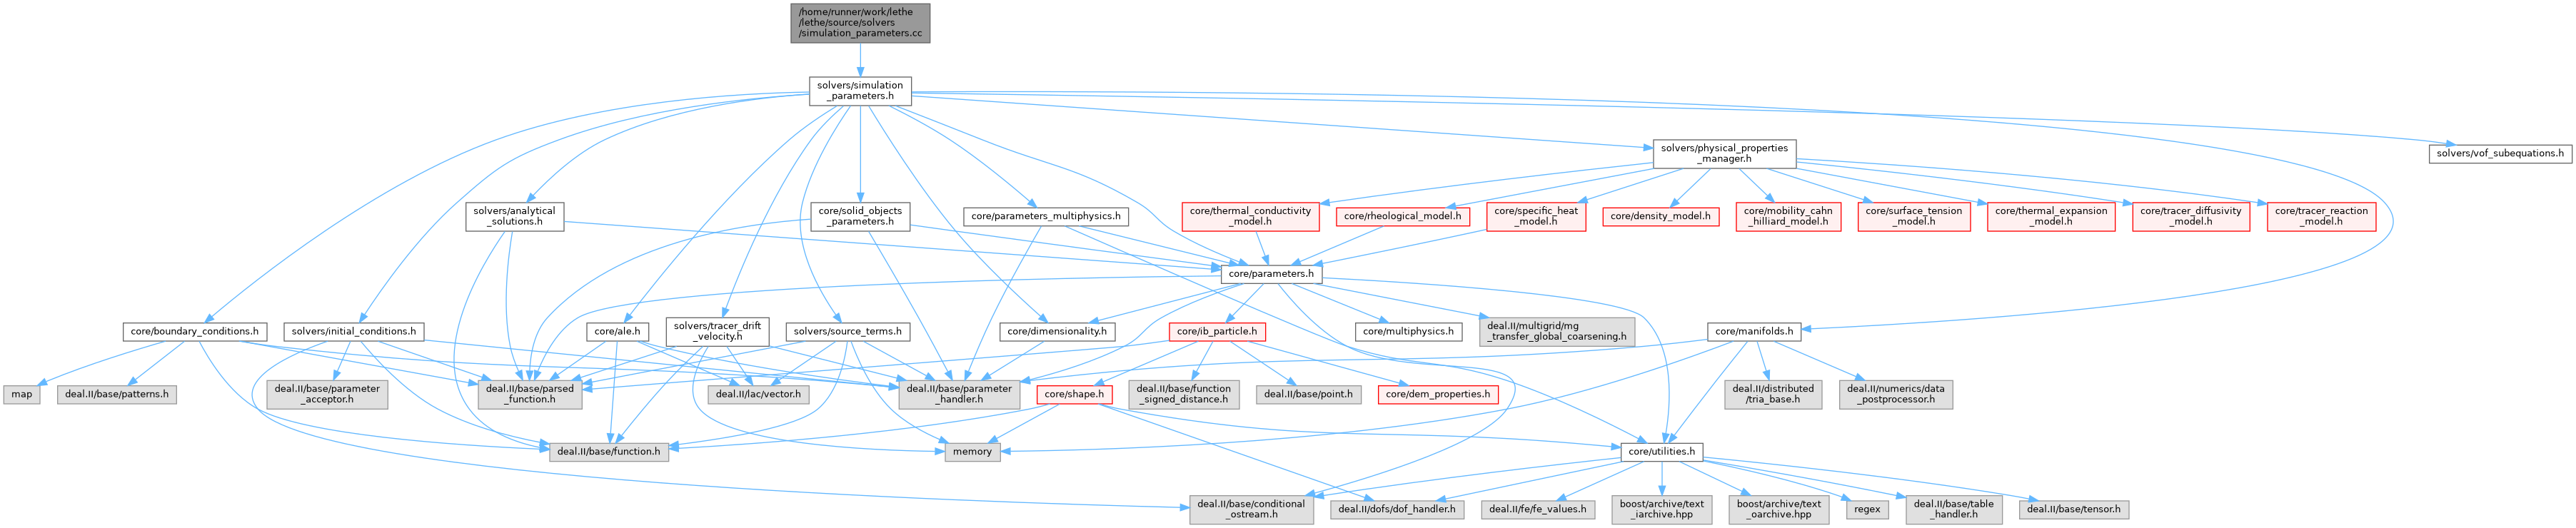 /home/runner/work/lethe
/lethe/source/solvers
/simulation_parameters.cc
solvers/simulation
_parameters.h
solvers/physical_properties
_manager.h
solvers/vof_subequations.h
solvers/analytical
_solutions.h
core/solid_objects
_parameters.h
core/parameters_multiphysics.h
core/thermal_conductivity
_model.h
core/rheological_model.h
core/specific_heat
_model.h
core/density_model.h
core/mobility_cahn
_hilliard_model.h
core/surface_tension
_model.h
core/thermal_expansion
_model.h
core/tracer_diffusivity
_model.h
core/tracer_reaction
_model.h
core/parameters.h
core/boundary_conditions.h
solvers/initial_conditions.h
core/ale.h
solvers/tracer_drift
_velocity.h
solvers/source_terms.h
core/dimensionality.h
core/ib_particle.h
core/multiphysics.h
deal.II/multigrid/mg
_transfer_global_coarsening.h
core/manifolds.h
map
deal.II/base/patterns.h
deal.II/base/parameter
_acceptor.h
deal.II/base/parsed
_function.h
deal.II/lac/vector.h
deal.II/base/parameter
_handler.h
core/shape.h
deal.II/base/function
_signed_distance.h
deal.II/base/point.h
core/dem_properties.h
deal.II/distributed
/tria_base.h
deal.II/numerics/data
_postprocessor.h
deal.II/base/function.h
memory
core/utilities.h
deal.II/base/conditional
_ostream.h
deal.II/dofs/dof_handler.h
deal.II/fe/fe_values.h
boost/archive/text
_iarchive.hpp
boost/archive/text
_oarchive.hpp
regex
deal.II/base/table
_handler.h
deal.II/base/tensor.h